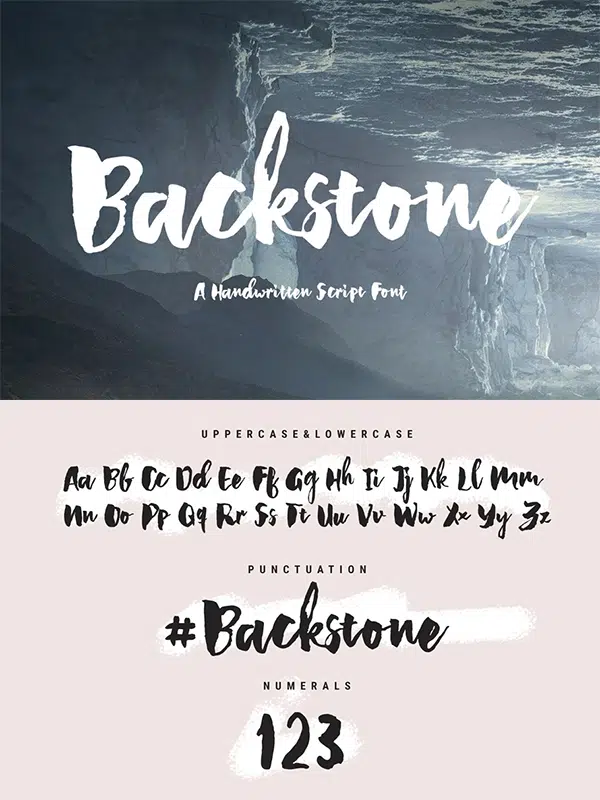 Backstone
A Handwritten Script Font
UPPERCASE&LOWERCASE
Aa Bb Cc Dd Ee Ff Gg Hh Ii Jj Kk Ll Mm
Nn Oo Pp Qq Rr Ss Tt Uu Vv Ww Xx Yy Zz
PUNCTUATION
#Backstone
NUMERALS
123